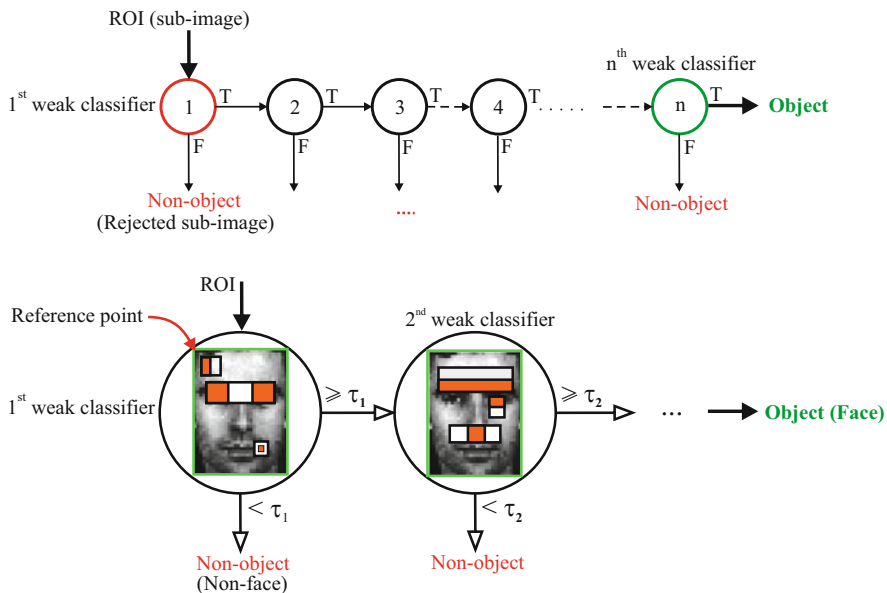 ROI (sub-image)
nth weak classifier
1st weak classifier
1 T 2 T 3 T 4 T ..... n T Object
F F F F F
Non-object
(Rejected sub-image)
....
Non-object
ROI
Reference point
2nd weak classifier
1st weak classifier
⩾ τ1
⩾ τ2
... Object (Face)
< τ1
< τ2
Non-object
(Non-face)
Non-object